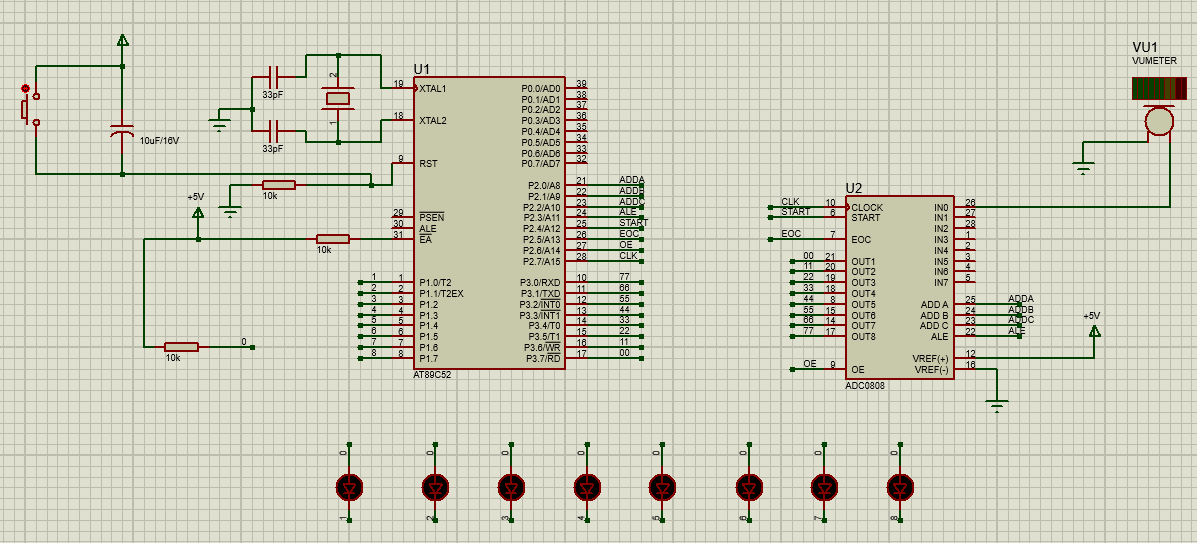 VU1
VUMETER
33pF
33pF
2
1
10uF/16V
10k
+5V
10k
10k
0
U1
19 XTAL1
18 XTAL2
9 RST
29 PSEN
30 ALE
31 EA
1 1 P1.0/T2
2 2 P1.1/T2EX
3 3 P1.2
4 4 P1.3
5 5 P1.4
6 6 P1.5
7 7 P1.6
8 8 P1.7
P0.0/AD0 39
P0.1/AD1 38
P0.2/AD2 37
P0.3/AD3 36
P0.4/AD4 35
P0.5/AD5 34
P0.6/AD6 33
P0.7/AD7 32
P2.0/A8 21 ADDA
P2.1/A9 22 ADDB
P2.2/A10 23 ADDC
P2.3/A11 24 ALE
P2.4/A12 25 START
P2.5/A13 26 EOC
P2.6/A14 27 OE
P2.7/A15 28 CLK
P3.0/RXD 10 77
P3.1/TXD 11 66
P3.2/INT0 12 55
P3.3/INT1 13 44
P3.4/T0 14 33
P3.5/T1 15 22
P3.6/WR 16 11
P3.7/RD 17 00
AT89C52
U2
CLK 10 CLOCK
START 6 START
EOC 7 EOC
00 21 OUT1
11 20 OUT2
22 19 OUT3
33 18 OUT4
44 8 OUT5
55 15 OUT6
66 14 OUT7
77 17 OUT8
OE 9 OE
IN0 26
IN1 27
IN2 28
IN3 1
IN4 2
IN5 3
IN6 4
IN7 5
ADD A 25 ADDA
ADD B 24 ADDB
ADD C 23 ADDC
ALE 22 ALE
VREF(+) 12
VREF(-) 16
ADC0808
+5V
0 0 0 0 0 0 0 0
1 2 3 4 5 6 7 8